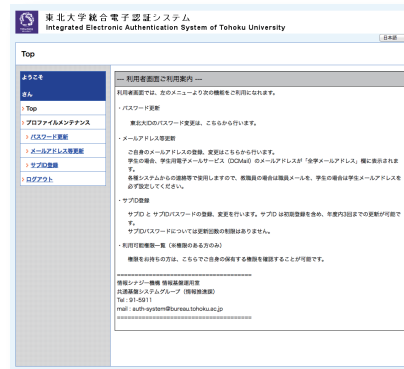 東北大学統合電子認証システム
Integrated Electronic Authentication System of Tohoku University
日本語
Top
ようこそ
さん
Top
プロファイルメンテナンス
パスワード更新
メールアドレス等更新
サブID登録
ログアウト
--- 利用者画面ご利用案内 ---
利用者画面では、左のメニューより次の機能をご利用になれます。
・パスワード更新
東北大IDのパスワード変更は、こちらから行います。
・メールアドレス等更新
ご自身のメールアドレスの登録、変更はこちらから行います。
学生の場合、学生用電子メールサービス（DCMail）のメールアドレスが「全学メールアドレス」欄に表示されま
す。
各種システムからの連絡等で使用しますので、教職員の場合は職員メールを、学生の場合は学生メールアドレスを
必ず設定してください。
・サブID登録
サブID と サブIDパスワードの登録、変更を行います。サブID は初期登録を含め、年度内3回までの更新が可能で
す。
サブIDパスワードについては更新回数の制限はありません。
・利用可能権限一覧（※権限のある方のみ）
権限をお持ちの方は、こちらでご自身の保有する権限を確認することが可能です。
======================================
情報シナジー機構 情報基盤運用室
共通基盤システムグループ（情報推進課）
Tel : 91-5911
mail : auth-system@bureau.tohoku.ac.jp
======================================